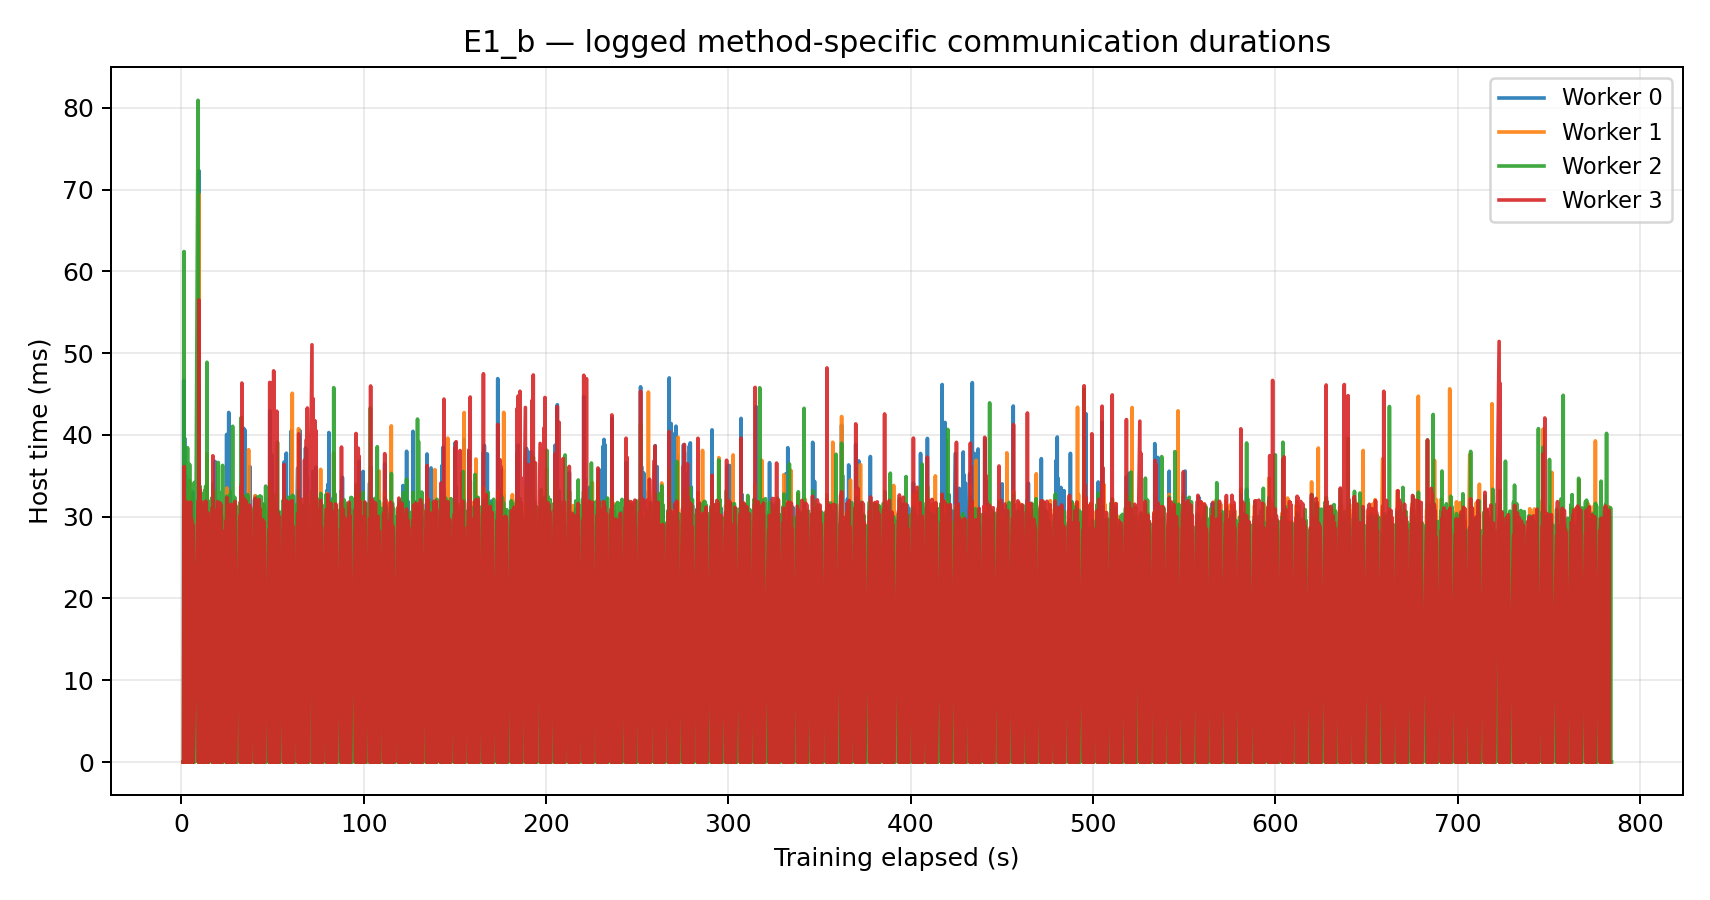 E1_b — logged method-specific communication durations
Worker 0
Worker 1
Worker 2
Worker 3
Host time (ms)
80
70
60
50
40
30
20
10
0
0 100 200 300 400 500 600 700 800
Training elapsed (s)